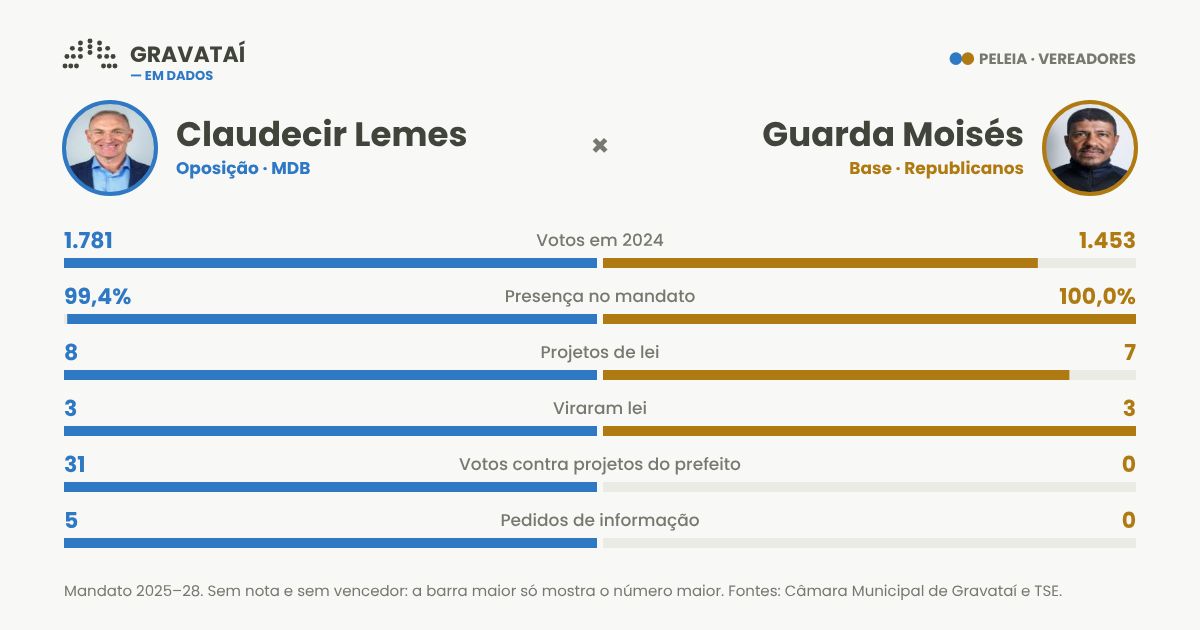 GRAVATAÍ
— EM DADOS
PELEIA · VEREADORES
Claudecir Lemes
Oposição · MDB
×
Guarda Moisés
Base · Republicanos
1.781 Votos em 2024 1.453
99,4% Presença no mandato 100,0%
8 Projetos de lei 7
3 Viraram lei 3
31 Votos contra projetos do prefeito 0
5 Pedidos de informação 0
Mandato 2025–28. Sem nota e sem vencedor: a barra maior só mostra o número maior. Fontes: Câmara Municipal de Gravataí e TSE.